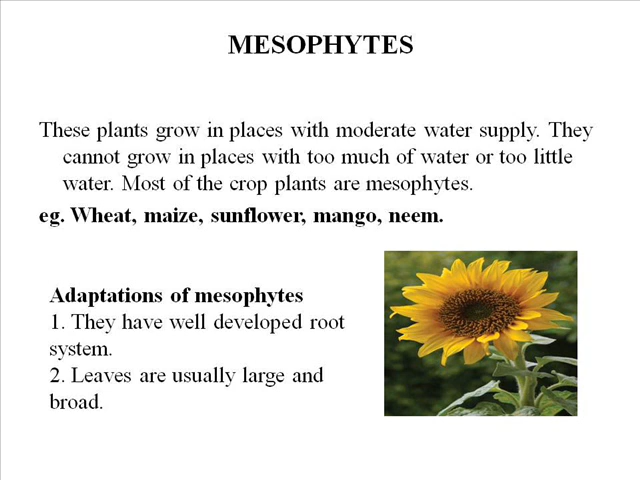 MESOPHYTES
These plants grow in places with moderate water supply. They
cannot grow in places with too much of water or too little
water. Most of the crop plants are mesophytes.
eg. Wheat, maize, sunflower, mango, neem.
Adaptations of mesophytes
1. They have well developed root
system.
2. Leaves are usually large and
broad.